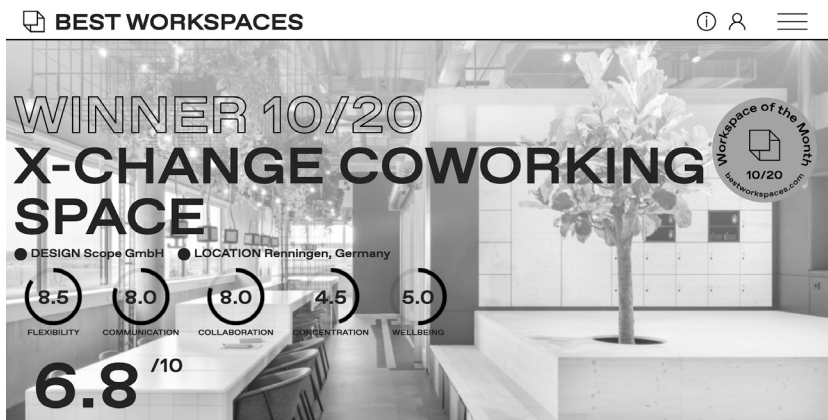 BEST WORKSPACES
WINNER 10/20
X-CHANGE COWORKING
SPACE
Workspace of the Month
10/20
bestworkspaces.com
DESIGN Scope GmbH LOCATION Renningen, Germany
8.5 8.0 8.0 4.5 5.0
FLEXIBILITY COMMUNICATION COLLABORATION CONCENTRATION WELLBEING
6.8 /10